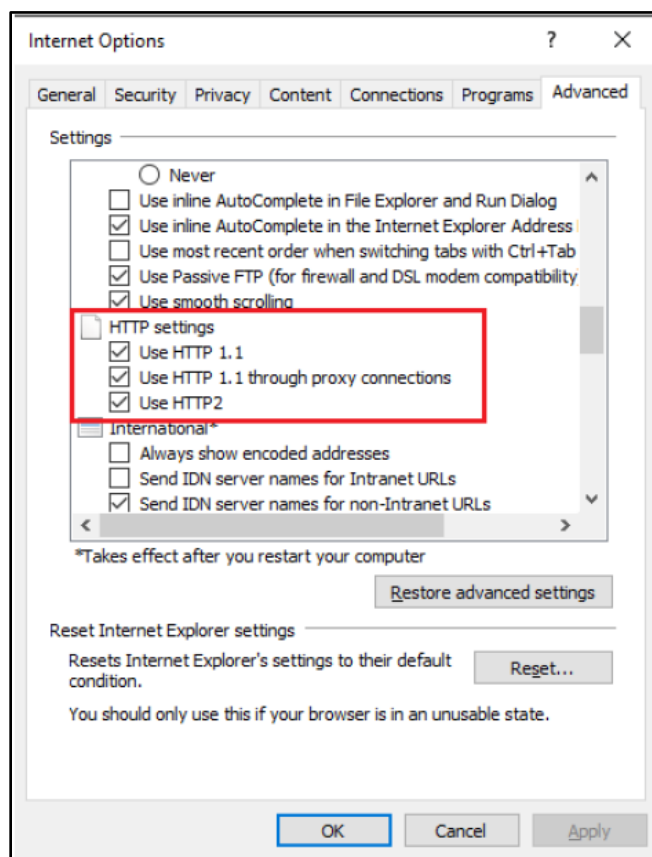 Internet Options ? X
General Security Privacy Content Connections Programs Advanced
Settings
Never
Use inline AutoComplete in File Explorer and Run Dialog
Use inline AutoComplete in the Internet Explorer Address
Use most recent order when switching tabs with Ctrl+Tab
Use Passive FTP (for firewall and DSL modem compatibility
Use smooth scrolling
HTTP settings
Use HTTP 1.1
Use HTTP 1.1 through proxy connections
Use HTTP2
International*
Always show encoded addresses
Send IDN server names for Intranet URLs
Send IDN server names for non-Intranet URLs
*Takes effect after you restart your computer
Restore advanced settings
Reset Internet Explorer settings
Resets Internet Explorer's settings to their default
condition.
Reset...
You should only use this if your browser is in an unusable state.
OK Cancel Apply